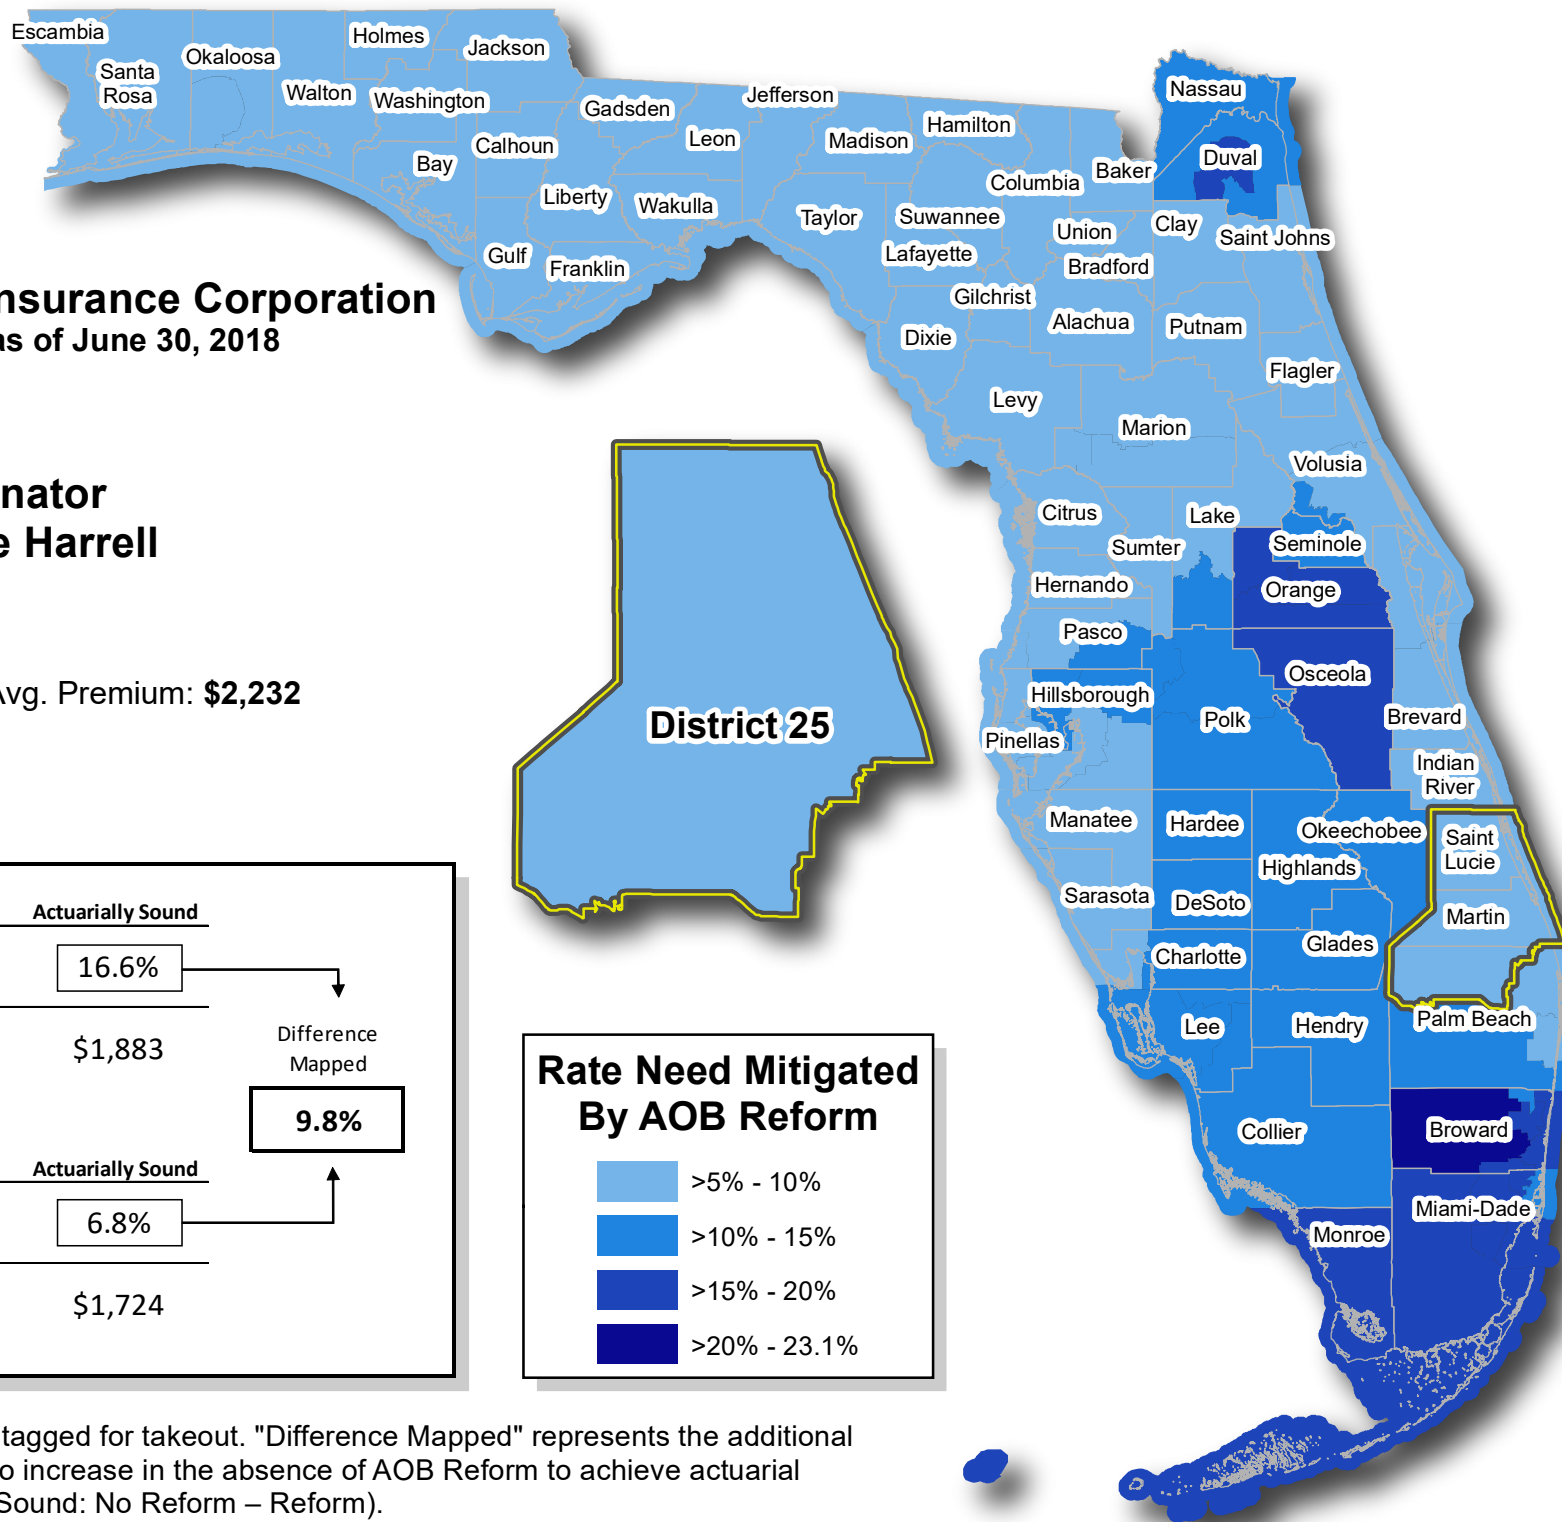 Escambia
Santa
Rosa
Okaloosa
Holmes
Jackson
Walton
Washington
Bay
Calhoun
Gadsden
Jefferson
Leon
Liberty
Wakulla
Gulf
Franklin
Madison
Hamilton
Taylor
Suwannee
Columbia
Baker
Nassau
Duval
Lafayette
Union
Clay
Saint Johns
Bradford
Gilchrist
Alachua
Putnam
Dixie
Flagler
Levy
Marion
Volusia
Citrus
Lake
Sumter
Seminole
Hernando
Orange
Pasco
Osceola
Hillsborough
Polk
Brevard
Pinellas
Indian
River
Manatee
Hardee
Okeechobee
Saint
Lucie
Highlands
Sarasota
DeSoto
Martin
Charlotte
Glades
Lee
Hendry
Palm Beach
Collier
Broward
Miami-Dade
Monroe
nsurance Corporation
as of June 30, 2018
nator
e Harrell
Avg. Premium: $2,232
District 25
Actuarially Sound
16.6%
$1,883
Difference
Mapped
9.8%
Actuarially Sound
6.8%
$1,724
Rate Need Mitigated
By AOB Reform
>5% - 10%
>10% - 15%
>15% - 20%
>20% - 23.1%
tagged for takeout. "Difference Mapped" represents the additional
o increase in the absence of AOB Reform to achieve actuarial
Sound: No Reform – Reform).